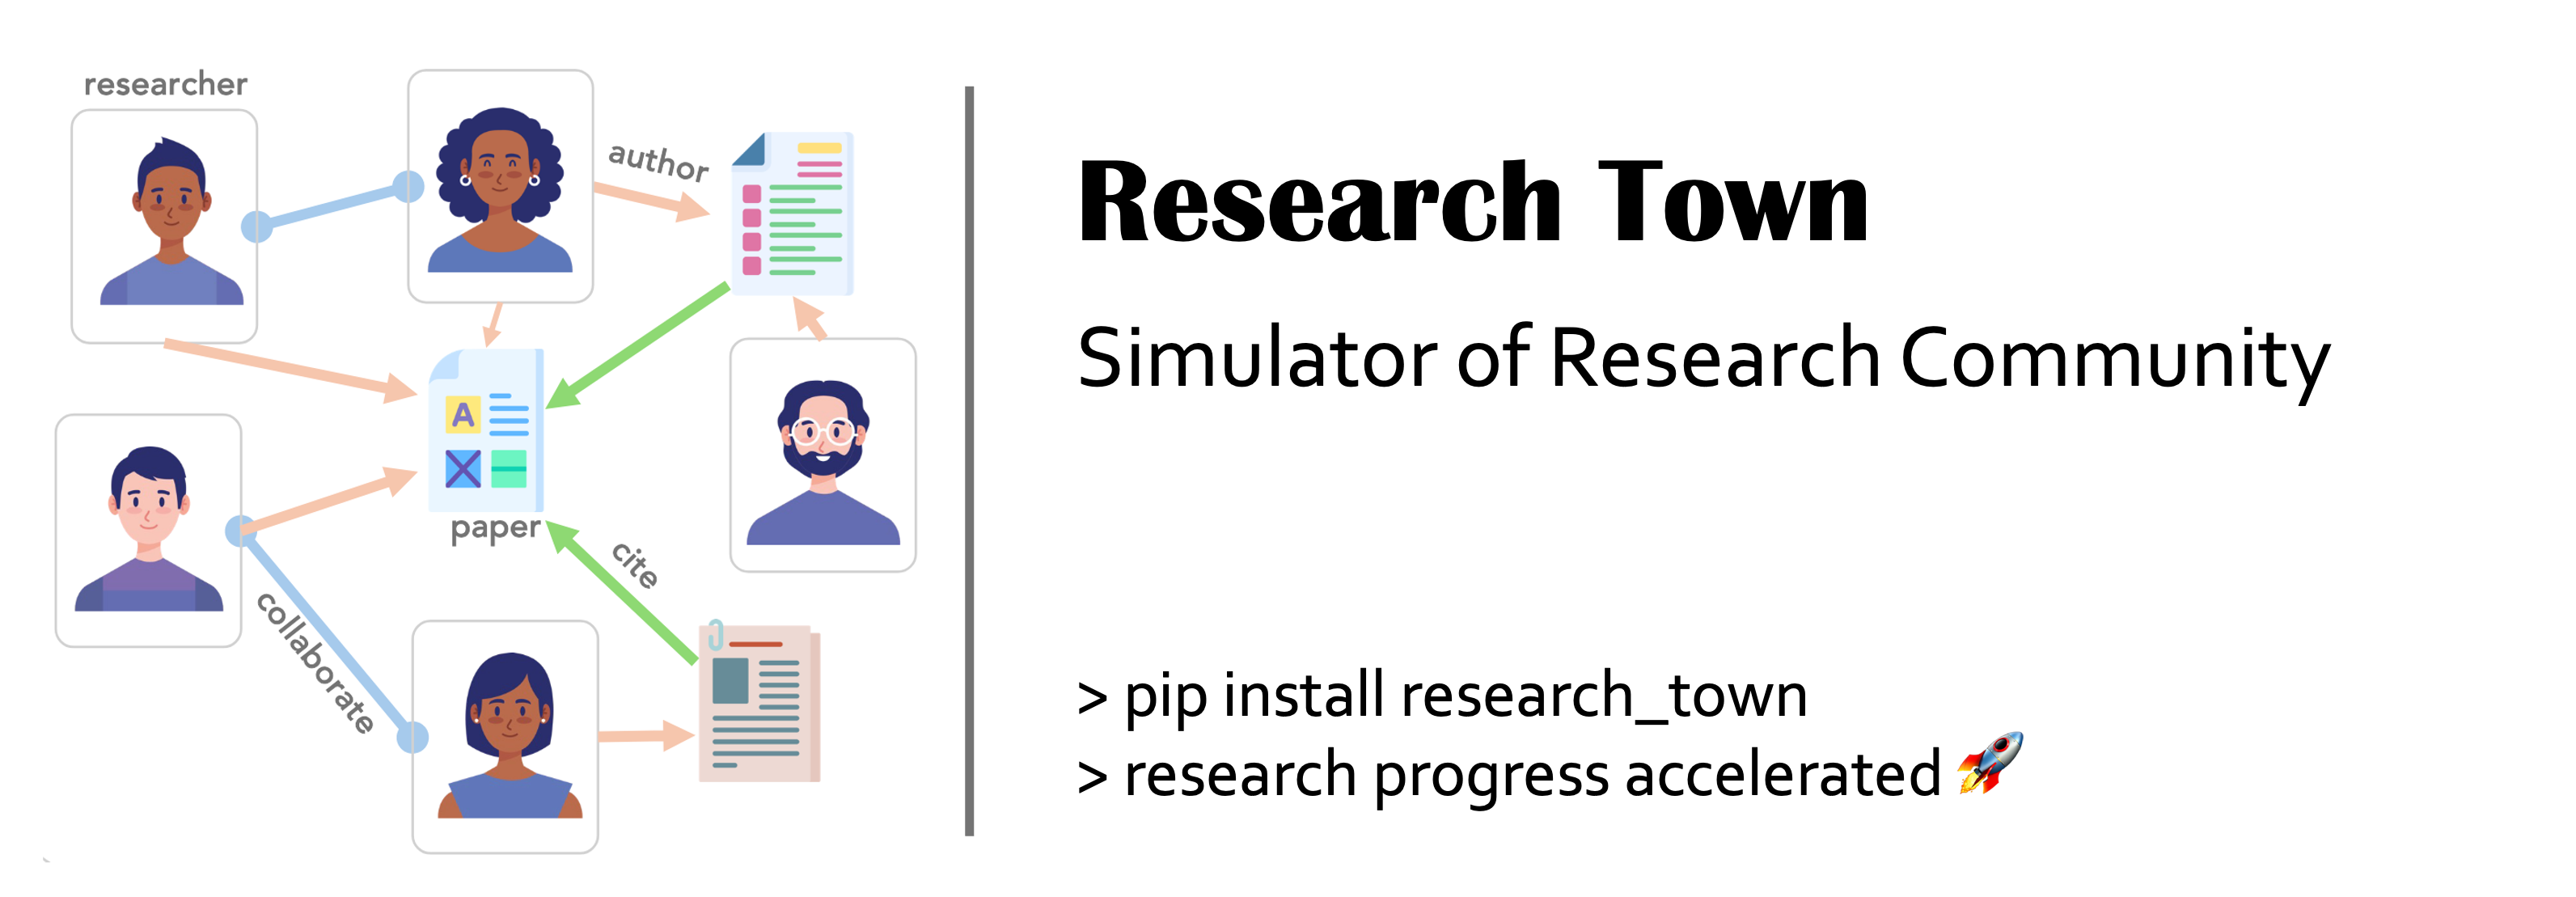 researcher
author
A
paper
cite
collaborate
Research Town
Simulator of Research Community
> pip install research_town
> research progress accelerated 🚀